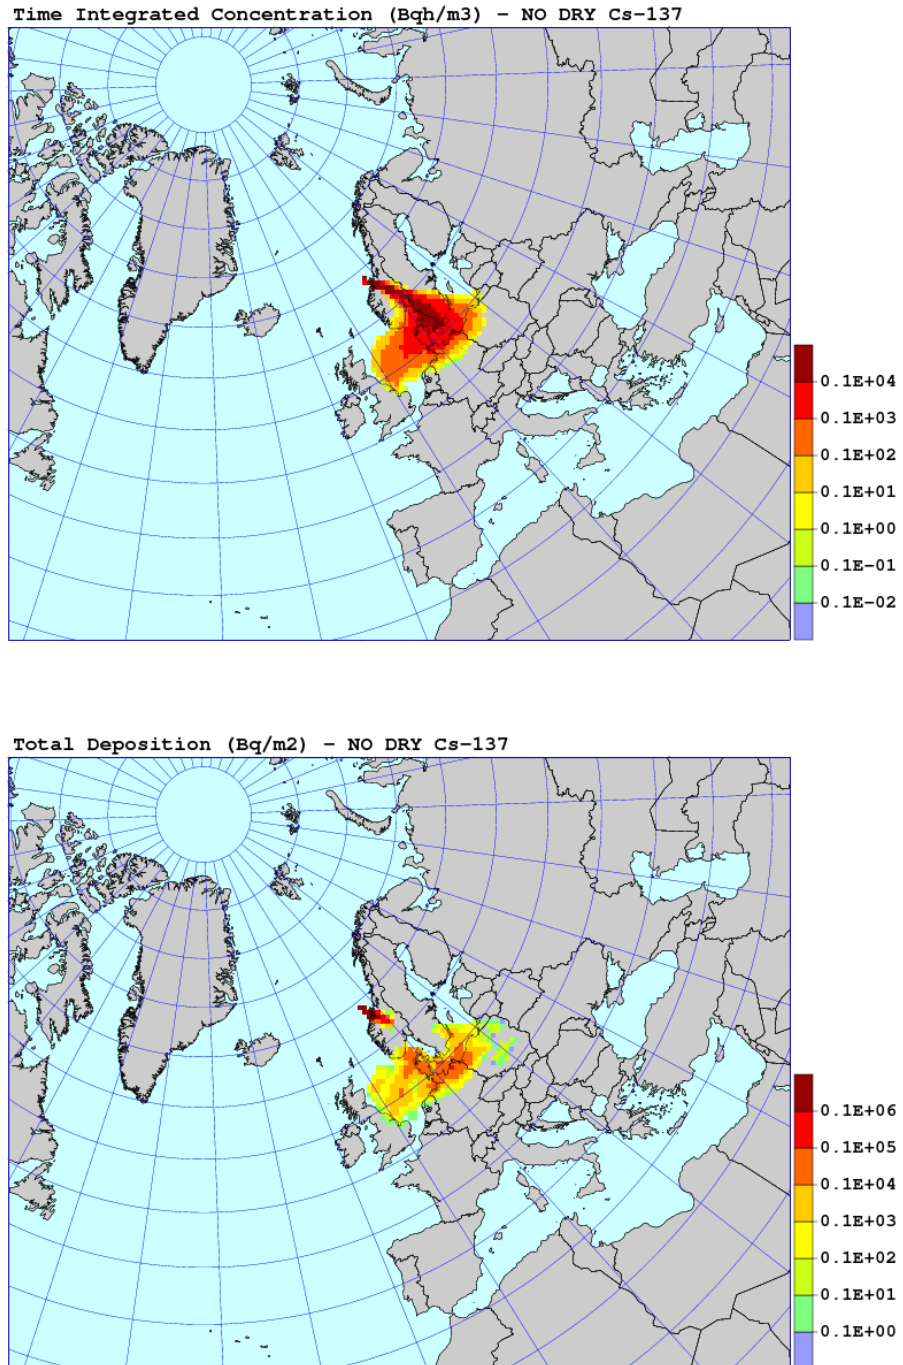 Time Integrated Concentration (Bqh/m3) - NO DRY Cs-137
0.1E+04
0.1E+03
0.1E+02
0.1E+01
0.1E+00
0.1E-01
0.1E-02
Total Deposition (Bq/m2) - NO DRY Cs-137
0.1E+06
0.1E+05
0.1E+04
0.1E+03
0.1E+02
0.1E+01
0.1E+00